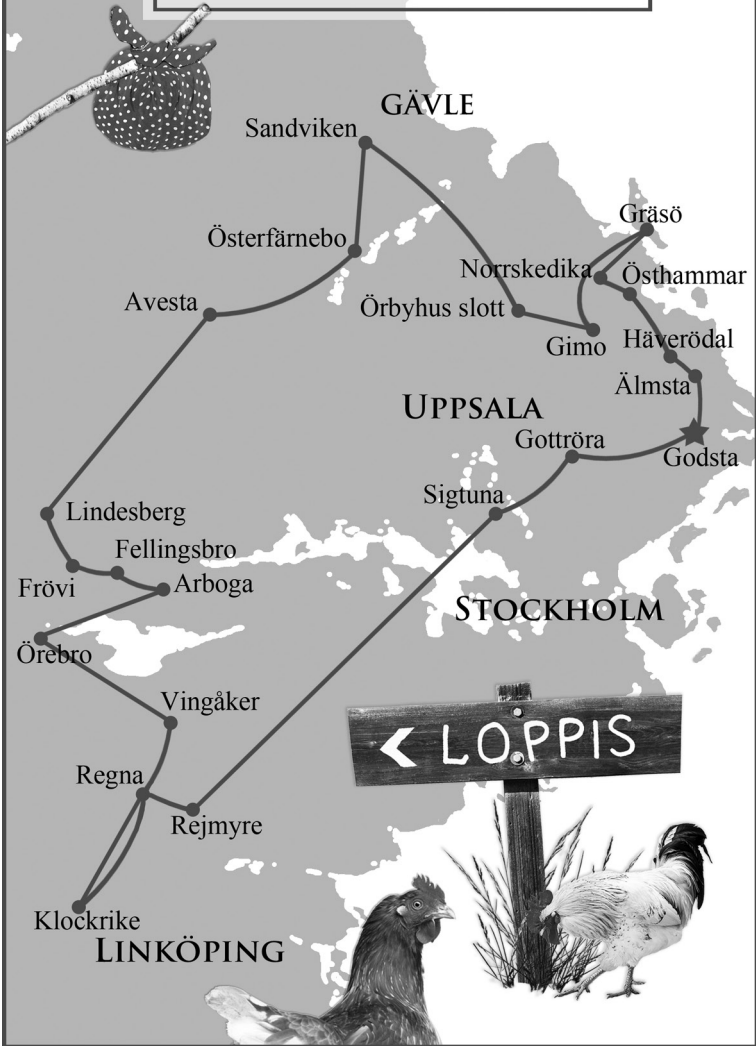 GÄVLE
Sandviken
Gräsö
Österfärnebo
Norrskedika
Östhammar
Avesta
Örbyhus slott
Häverödal
Gimo
Älmsta
UPPSALA
Gottröra
Godsta
Sigtuna
Lindesberg
Fellingsbro
Frövi
Arboga
STOCKHOLM
Örebro
Vingåker
< LOPPIS
Regna
Rejmyre
Klockrike
LINKÖPING